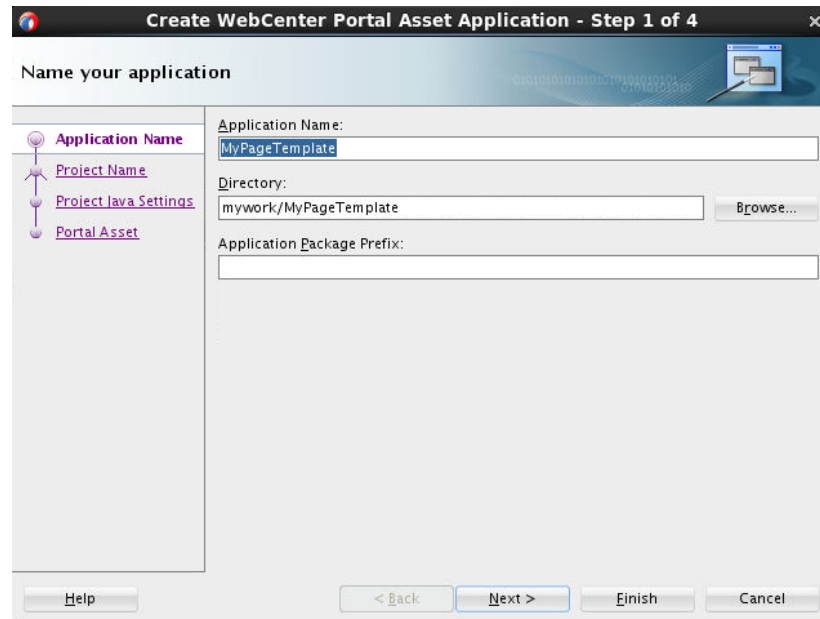 Create WebCenter Portal Asset Application - Step 1 of 4
Name your application
Application Name
Project Name
Project Java Settings
Portal Asset
Application Name:
MyPageTemplate
Directory:
mywork/MyPageTemplate
Browse...
Application Package Prefix:
Help
< Back
Next >
Finish
Cancel